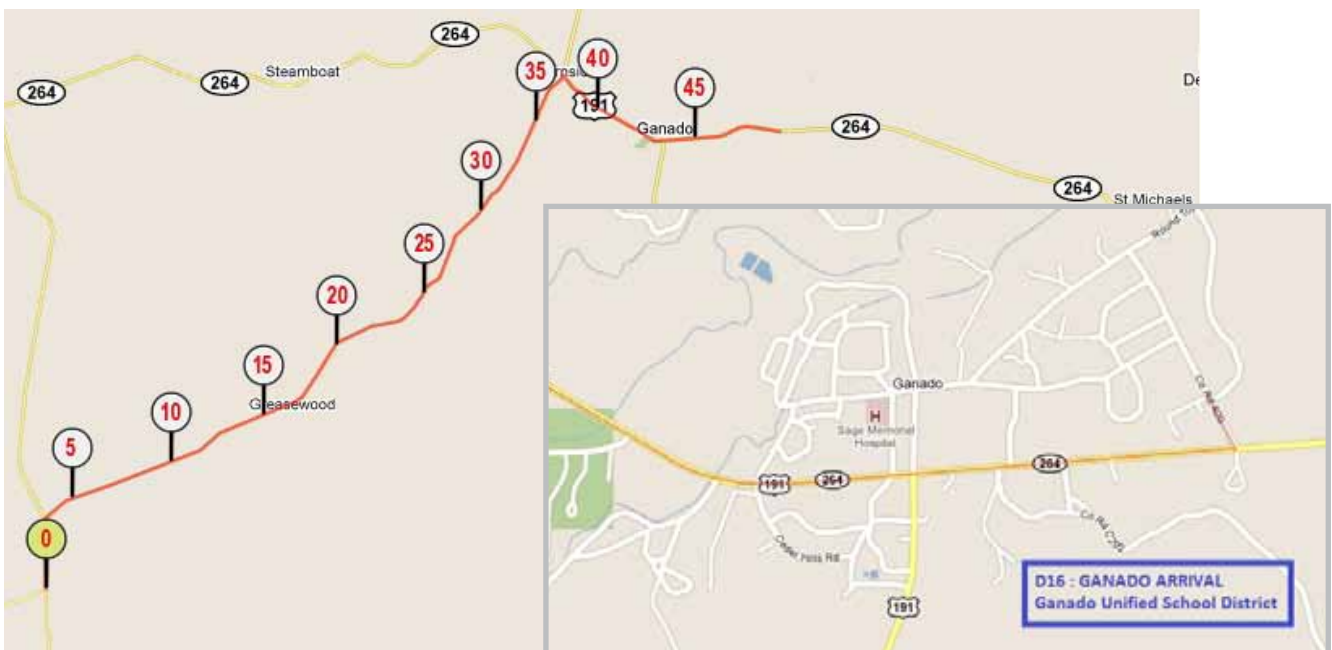 264
Steamboat
264
264
35
40
191
45
Ganado
264
264
St Michaels
De
30
25
20
15
Greasewood
10
5
0
Ganado
H
Sage Memorial
Hospital
191
264
264
Cedar Hills Rd
191
D16 : GANADO ARRIVAL
Ganado Unified School District